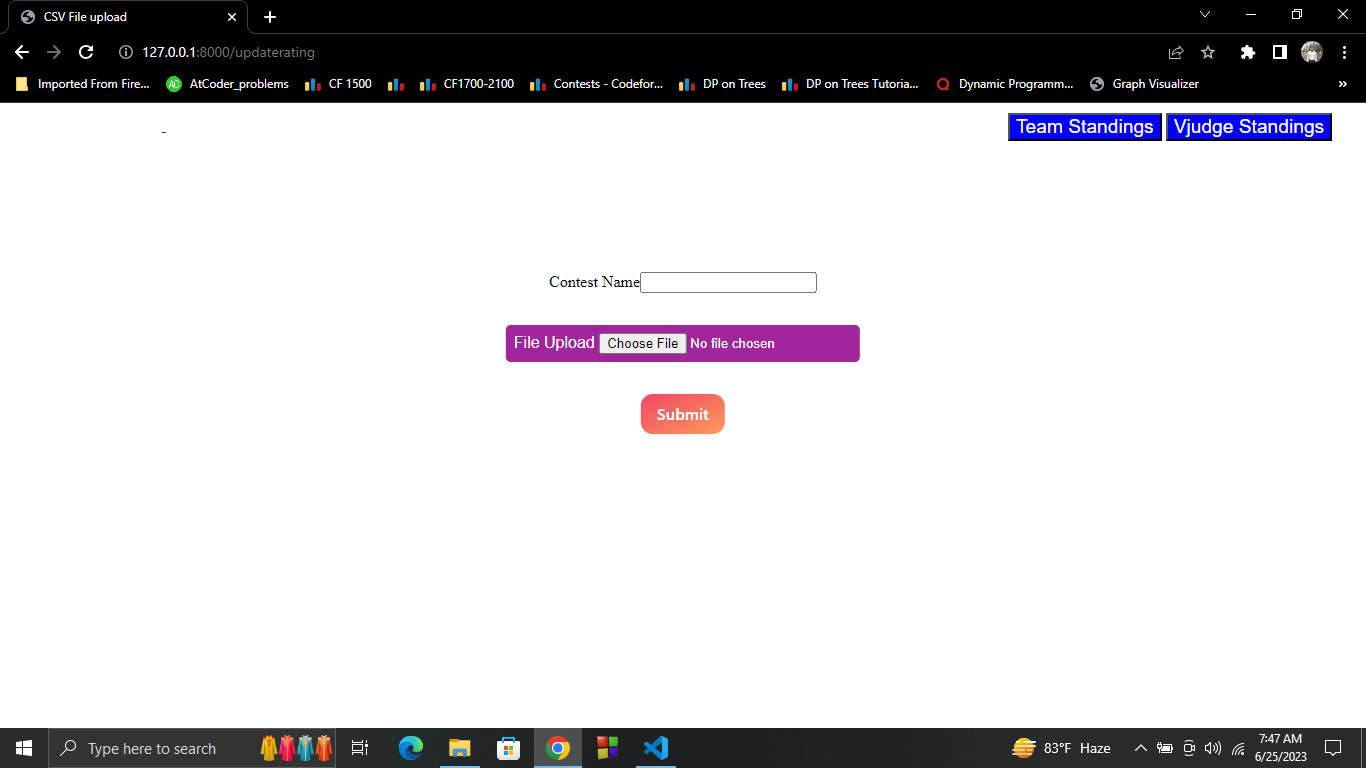 CSV File upload
127.0.0.1:8000/updaterating
Imported From Fire... AtCoder_problems CF 1500 CF1700-2100 Contests - Codefor... DP on Trees DP on Trees Tutoria... Dynamic Programm... Graph Visualizer »
Team Standings Vjudge Standings
Contest Name
File Upload Choose File No file chosen
Submit
Type here to search
83°F Haze
7:47 AM
6/25/2023